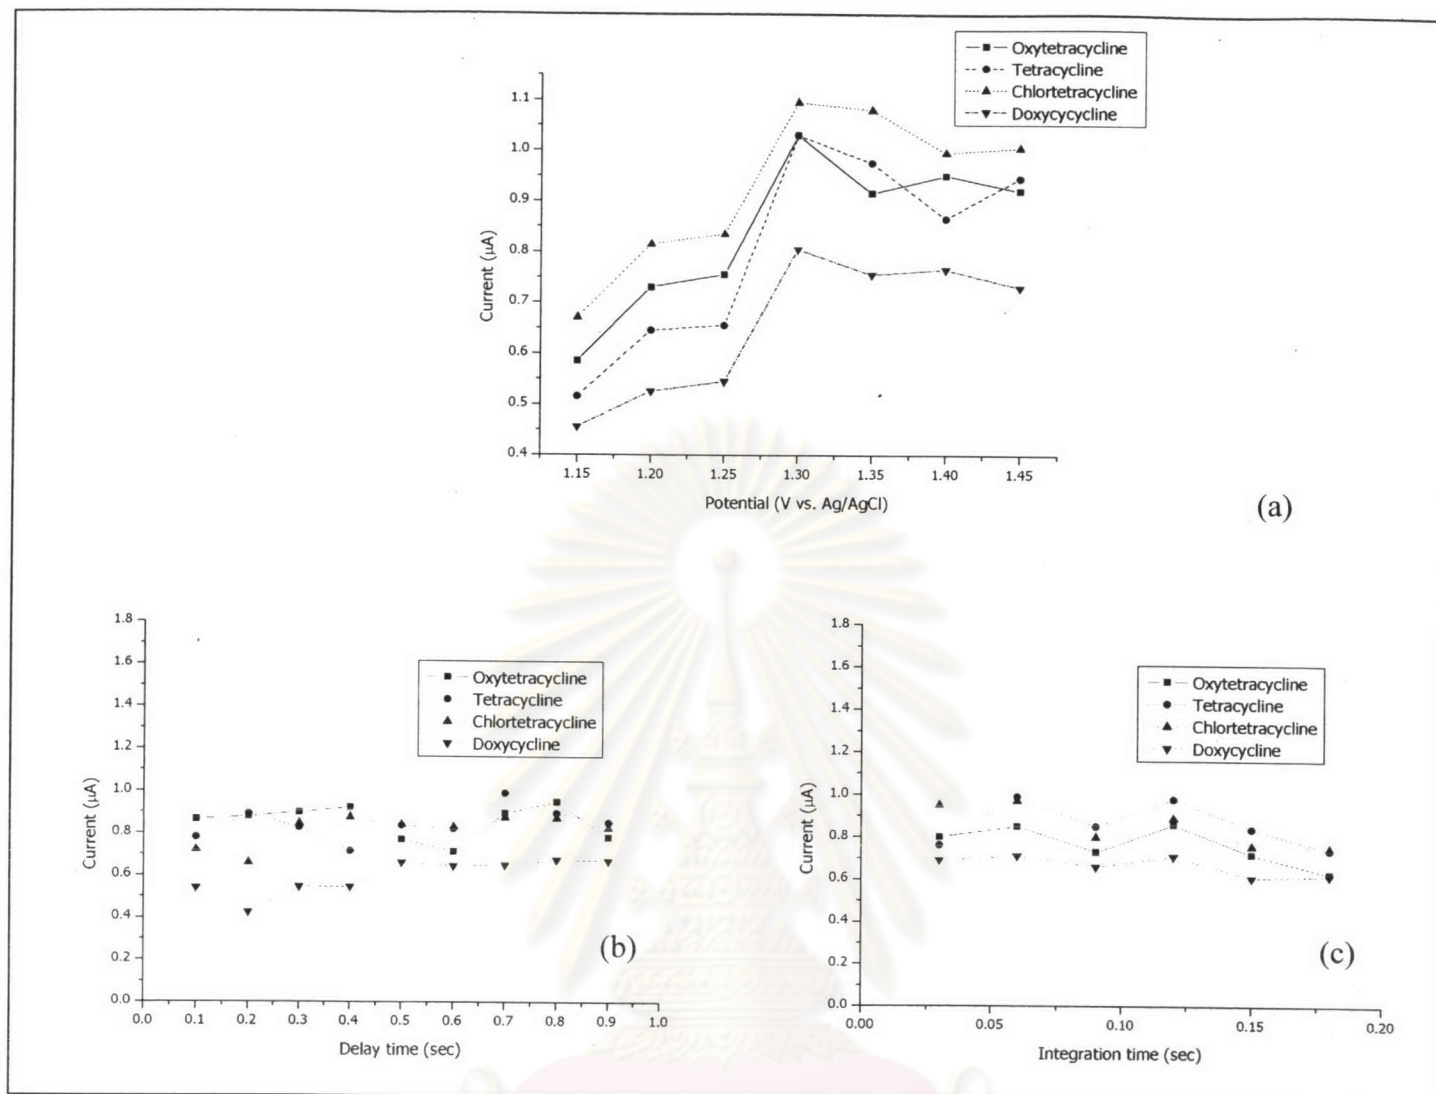 Oxytetracycline
Tetracycline
Chlortetracycline
Doxycycycline
1.1
1.0
0.9
0.8
0.7
0.6
0.5
0.4
Current (μA)
1.15 1.20 1.25 1.30 1.35 1.40 1.45
Potential (V vs. Ag/AgCl)
(a)
1.8
1.6
1.4
1.2
1.0
0.8
0.6
0.4
0.2
0.0
Current (μA)
Oxytetracycline
Tetracycline
Chlortetracycline
Doxycycline
(b)
0.0 0.1 0.2 0.3 0.4 0.5 0.6 0.7 0.8 0.9 1.0
Delay time (sec)
1.8
1.6
1.4
1.2
1.0
0.8
0.6
0.4
0.2
0.0
Current (μA)
Oxytetracycline
Tetracycline
Chlortetracycline
Doxycycline
(c)
0.00 0.05 0.10 0.15 0.20
Integration time (sec)